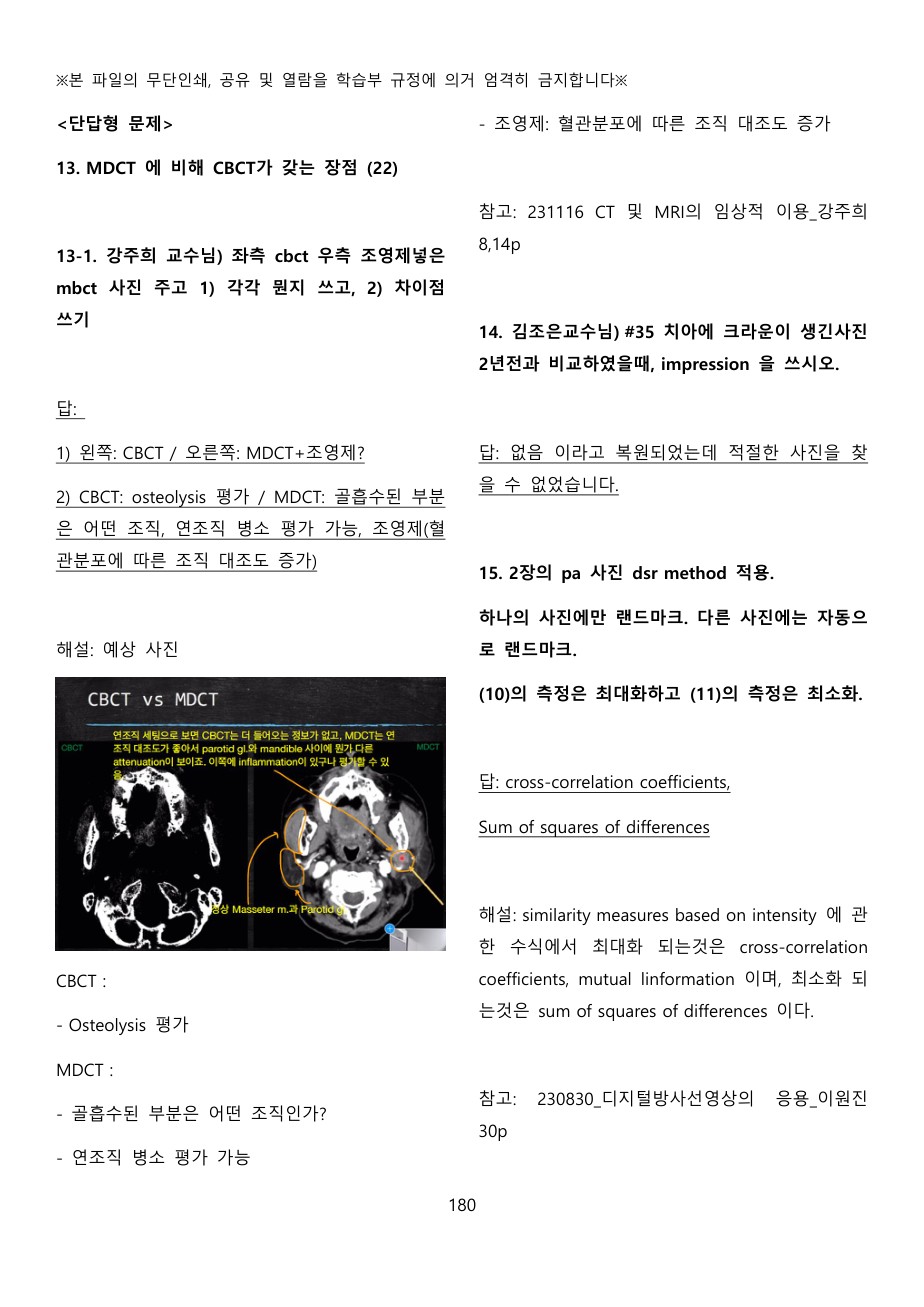 ※본 파일의 무단인쇄, 공유 및 열람을 학습부 규정에 의거 엄격히 금지합니다※
<단답형 문제>
13. MDCT 에 비해 CBCT가 갖는 장점 (22)
13-1. 강주희 교수님) 좌측 cbct 우측 조영제넣은
mbct 사진 주고 1) 각각 뭔지 쓰고, 2) 차이점
쓰기
답:
1) 왼쪽: CBCT / 오른쪽: MDCT+조영제?
2) CBCT: osteolysis 평가 / MDCT: 골흡수된 부분
은 어떤 조직, 연조직 병소 평가 가능, 조영제(혈
관분포에 따른 조직 대조도 증가)
해설: 예상 사진
CBCT vs MDCT
연조직 세팅으로 보면 CBCT는 더 들어오는 정보가 없고, MDCT는 연
조직 대조도가 좋아서 parotid gl.와 mandible 사이에 뭔가 다른
attenuation이 보이죠. 이쪽에 inflammation이 있구나 평가할 수 있
음
CBCT
MDCT
정상 Masseter m.과 Parotid gl.
CBCT :
- Osteolysis 평가
MDCT :
- 골흡수된 부분은 어떤 조직인가?
- 연조직 병소 평가 가능
- 조영제: 혈관분포에 따른 조직 대조도 증가
참고: 231116 CT 및 MRI의 임상적 이용_강주희
8,14p
14. 김조은교수님) #35 치아에 크라운이 생긴사진
2년전과 비교하였을때, impression 을 쓰시오.
답: 없음 이라고 복원되었는데 적절한 사진을 찾
을 수 없었습니다.
15. 2장의 pa 사진 dsr method 적용.
하나의 사진에만 랜드마크. 다른 사진에는 자동으
로 랜드마크.
(10)의 측정은 최대화하고 (11)의 측정은 최소화.
답: cross-correlation coefficients,
Sum of squares of differences
해설: similarity measures based on intensity 에 관
한 수식에서 최대화 되는것은 cross-correlation
coefficients, mutual linformation 이며, 최소화 되
는것은 sum of squares of differences 이다.
참고: 230830_디지털방사선영상의 응용_이원진
30p
180